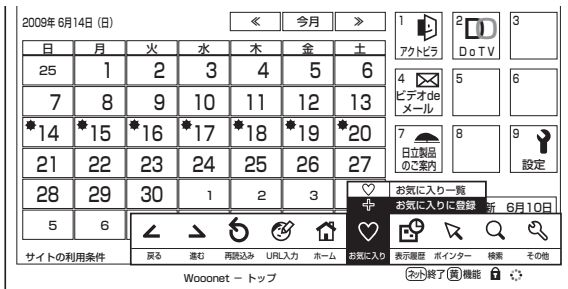 2009年 6月14日（日） ≪ 今月 ≫
日 月 火 水 木 金 土
25 1 2 3 4 5 6
7 8 9 10 11 12 13
14 15 16 17 18 19 20
21 22 23 24 25 26 27
28 29 30 1 2 3
5 6
1 アクトビラ
2 DoTV
3
4 ビデオde
メール
5
6
7 日立製品
のご案内
8
9 設定
お気に入り一覧
お気に入りに登録
新 6月10日
戻る 進む 再読込み URL入力 ホーム お気に入り 表示履歴 ポインター 検索 その他
サイトの利用条件
Wooonet － トップ
ネット終了 黄機能